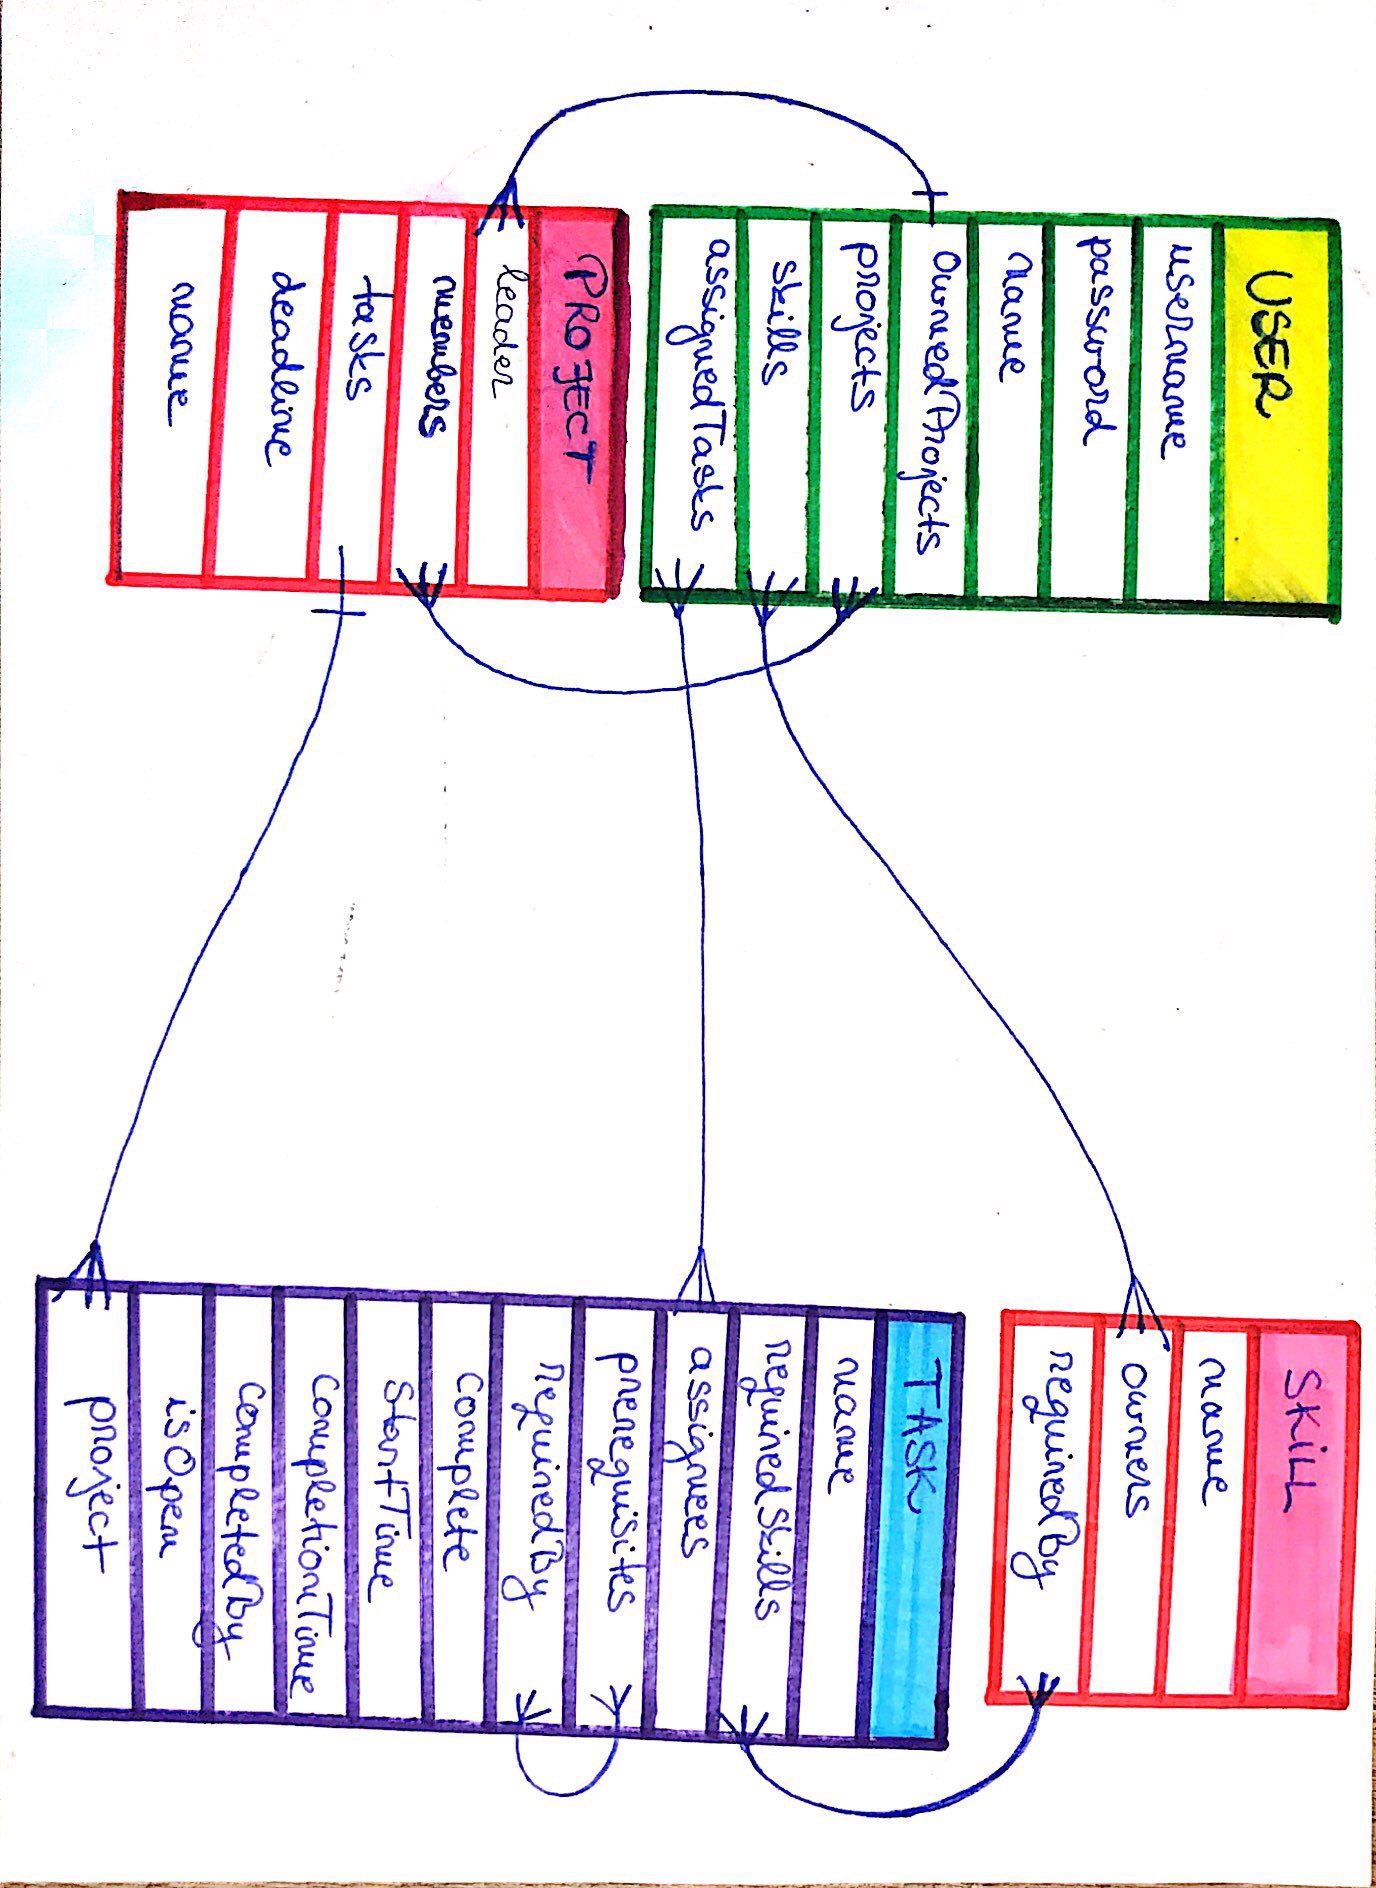 USER
username
password
name
OwnedProjects
projects
skills
assignedTasks
PROJECT
leader
members
tasks
deadline
name
SKiLL
name
owners
requiredBy
TASK
name
requiredSkills
assignees
prerequisites
requiredBy
Complete
StartTime
CompletionTime
CompletedBy
isOpen
project